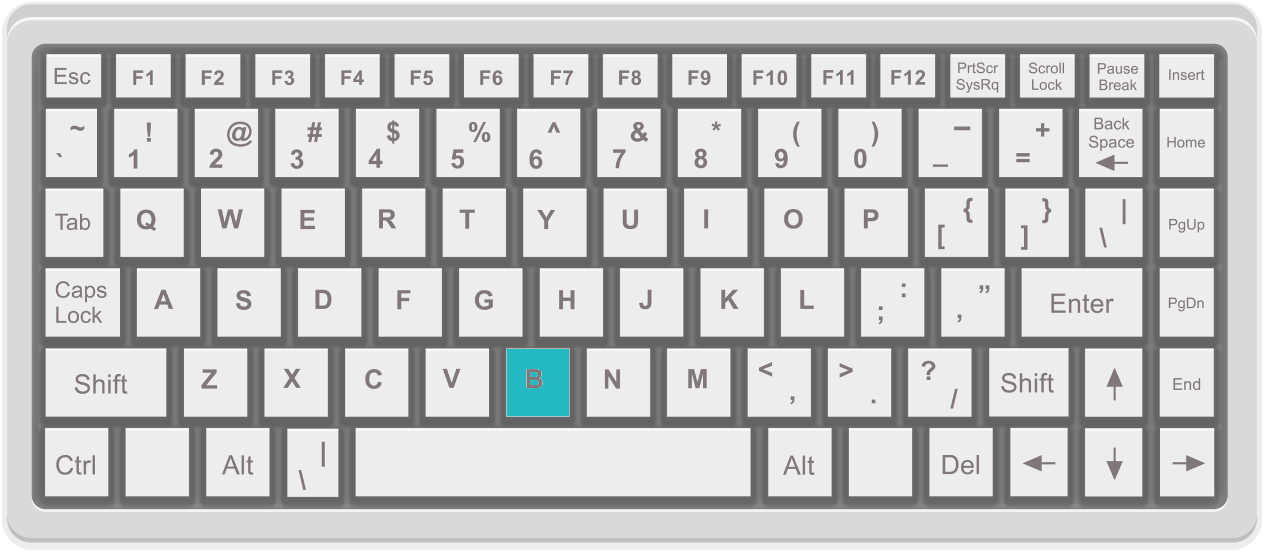 Esc F1 F2 F3 F4 F5 F6 F7 F8 F9 F10 F11 F12 PrtScr SysRq Scroll Lock Pause Break Insert
~ ` ! 1 @ 2 # 3 $ 4 % 5 ^ 6 & 7 * 8 ( 9 ) 0 – _ + = Back Space ← Home
Tab Q W E R T Y U I O P { [ } ] | \ PgUp
Caps Lock A S D F G H J K L : ; ” , Enter PgDn
Shift Z X C V B N M < , > . ? / Shift ↑ End
Ctrl Alt | \ Alt Del ← ↓ →